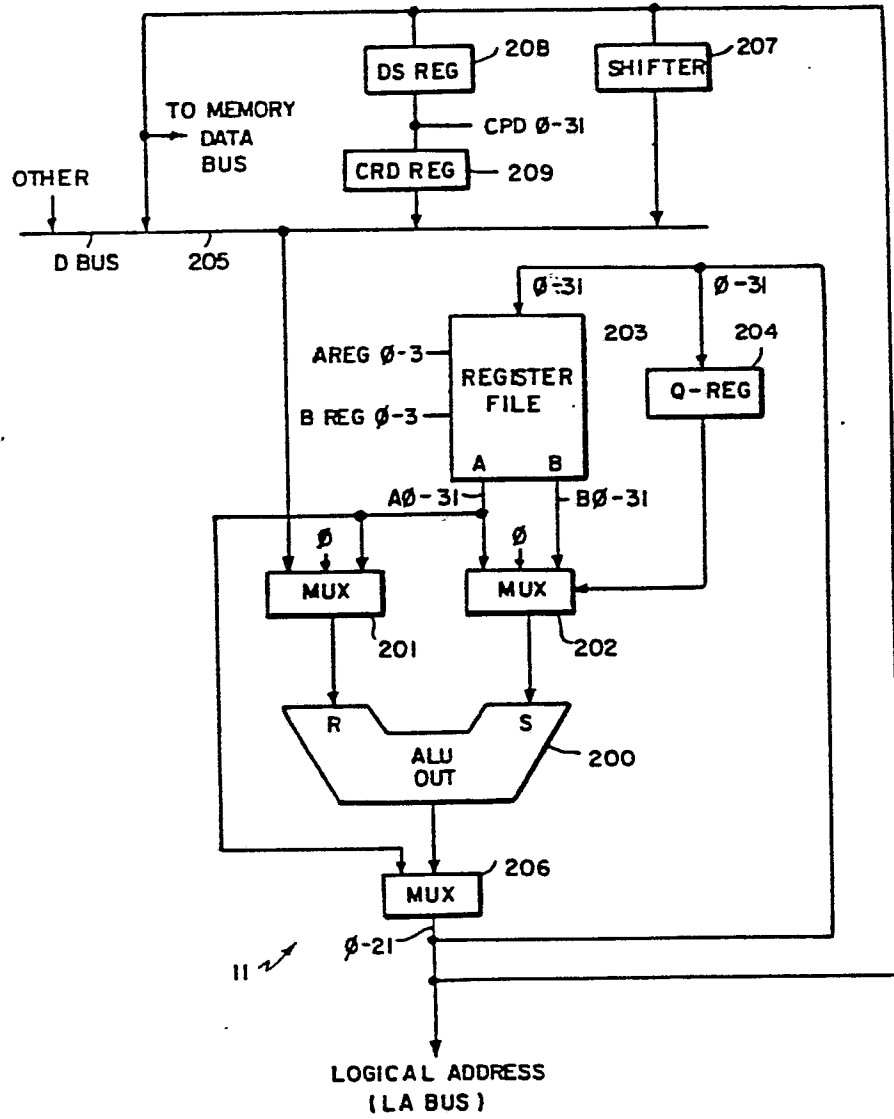 208
207
DS REG
SHIFTER
TO MEMORY
DATA
BUS
CPD Ø-31
CRD REG
209
OTHER
D BUS
205
Ø-31
Ø-31
203
204
AREG Ø-3
REGISTER
FILE
Q-REG
B REG Ø-3
A
B
AØ-31
BØ-31
Ø
Ø
MUX
MUX
201
202
R
S
ALU
OUT
200
206
MUX
Ø-21
11
LOGICAL ADDRESS
(LA BUS)